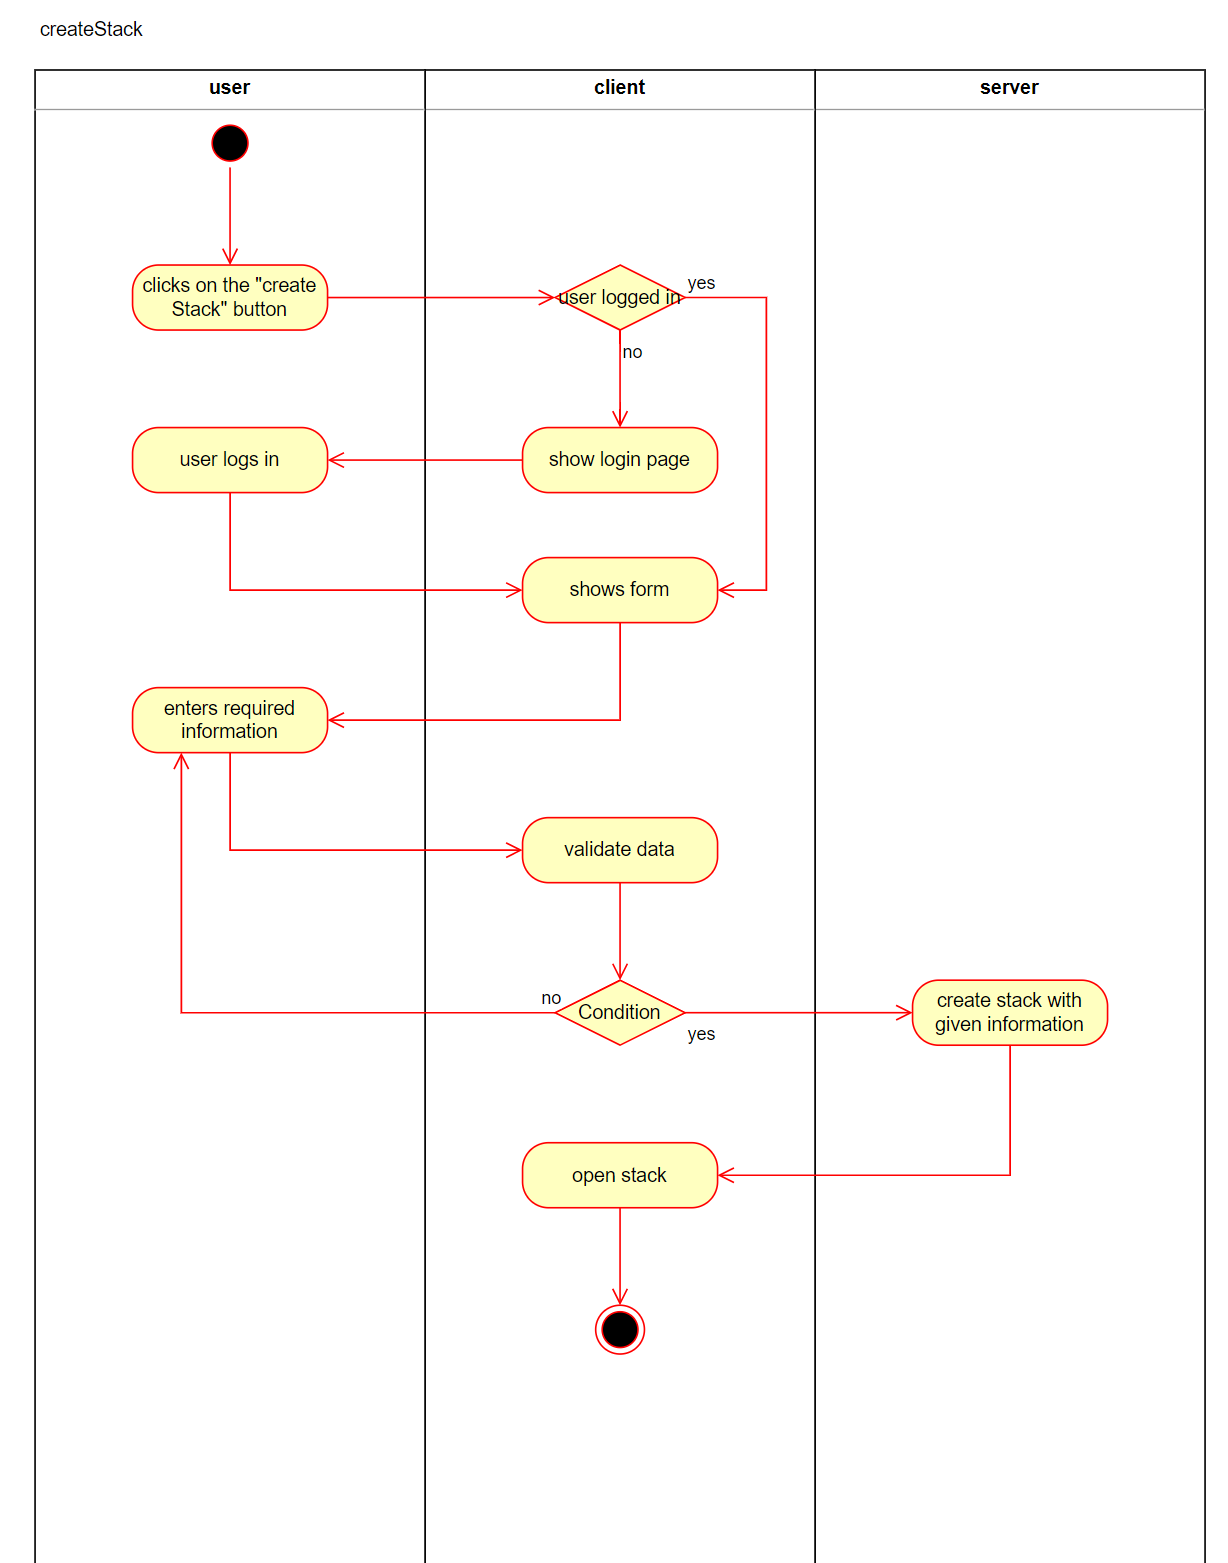 createStack
user
client
server
clicks on the "create
Stack" button
user logged in
yes
no
user logs in
show login page
shows form
enters required
information
validate data
no
Condition
yes
create stack with
given information
open stack